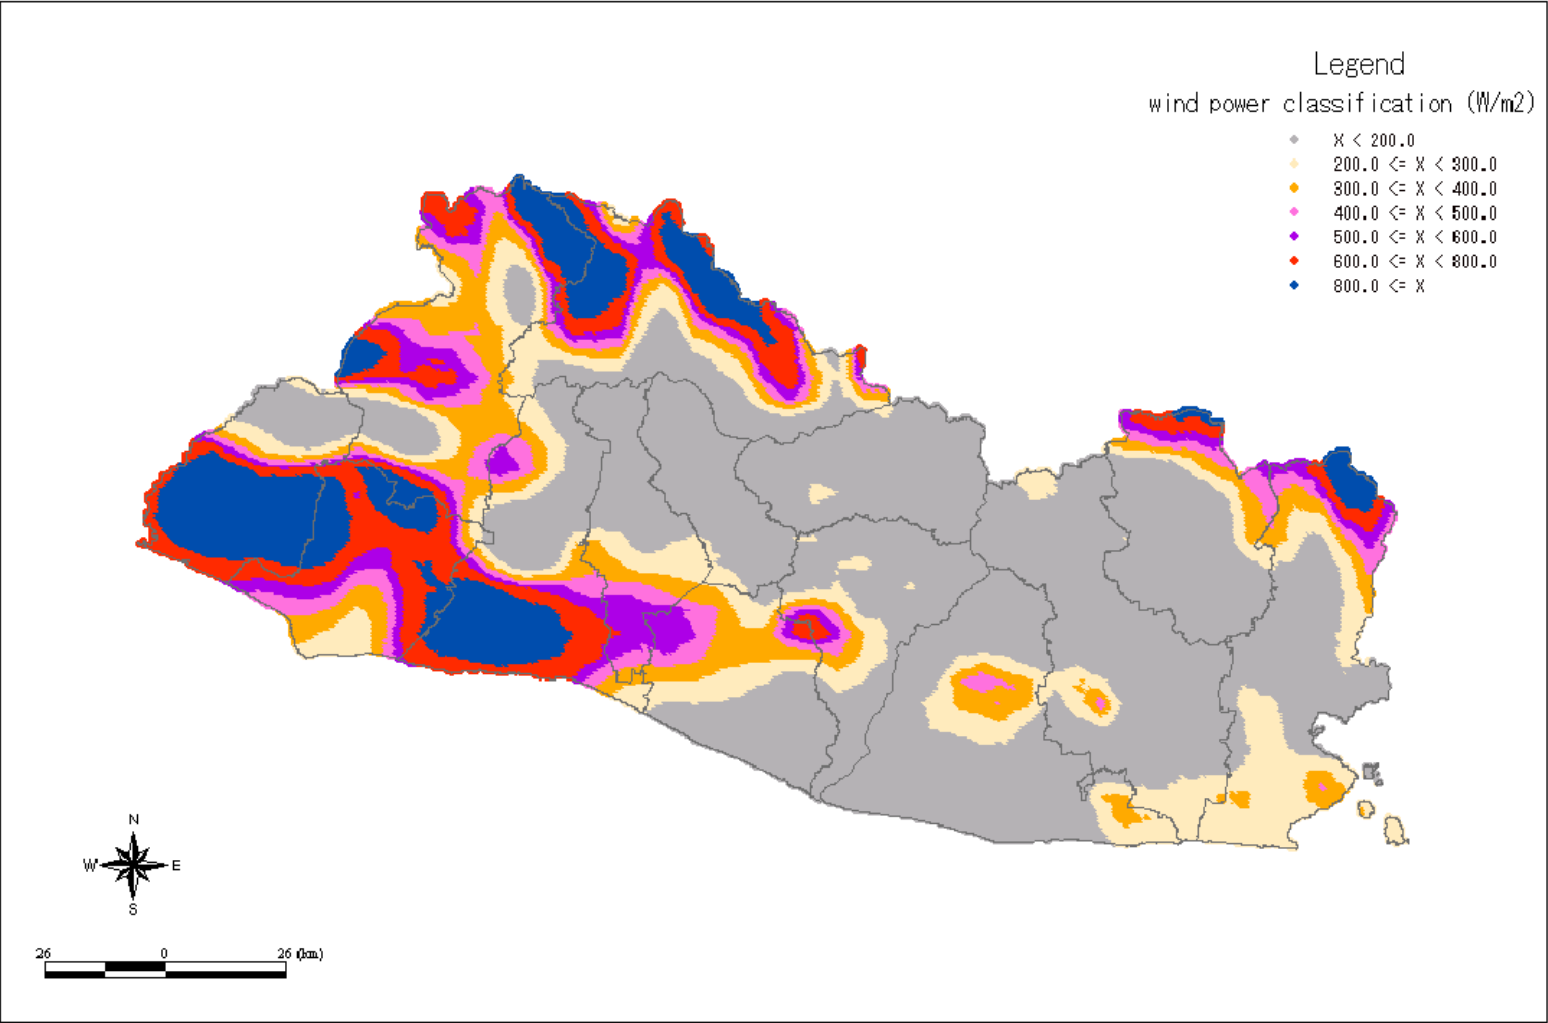 Legend
wind power classification (W/m2)
X < 200.0
200.0 <= X < 300.0
300.0 <= X < 400.0
400.0 <= X < 500.0
500.0 <= X < 600.0
600.0 <= X < 800.0
800.0 <= X
N
W E
S
26 0 26 (km)